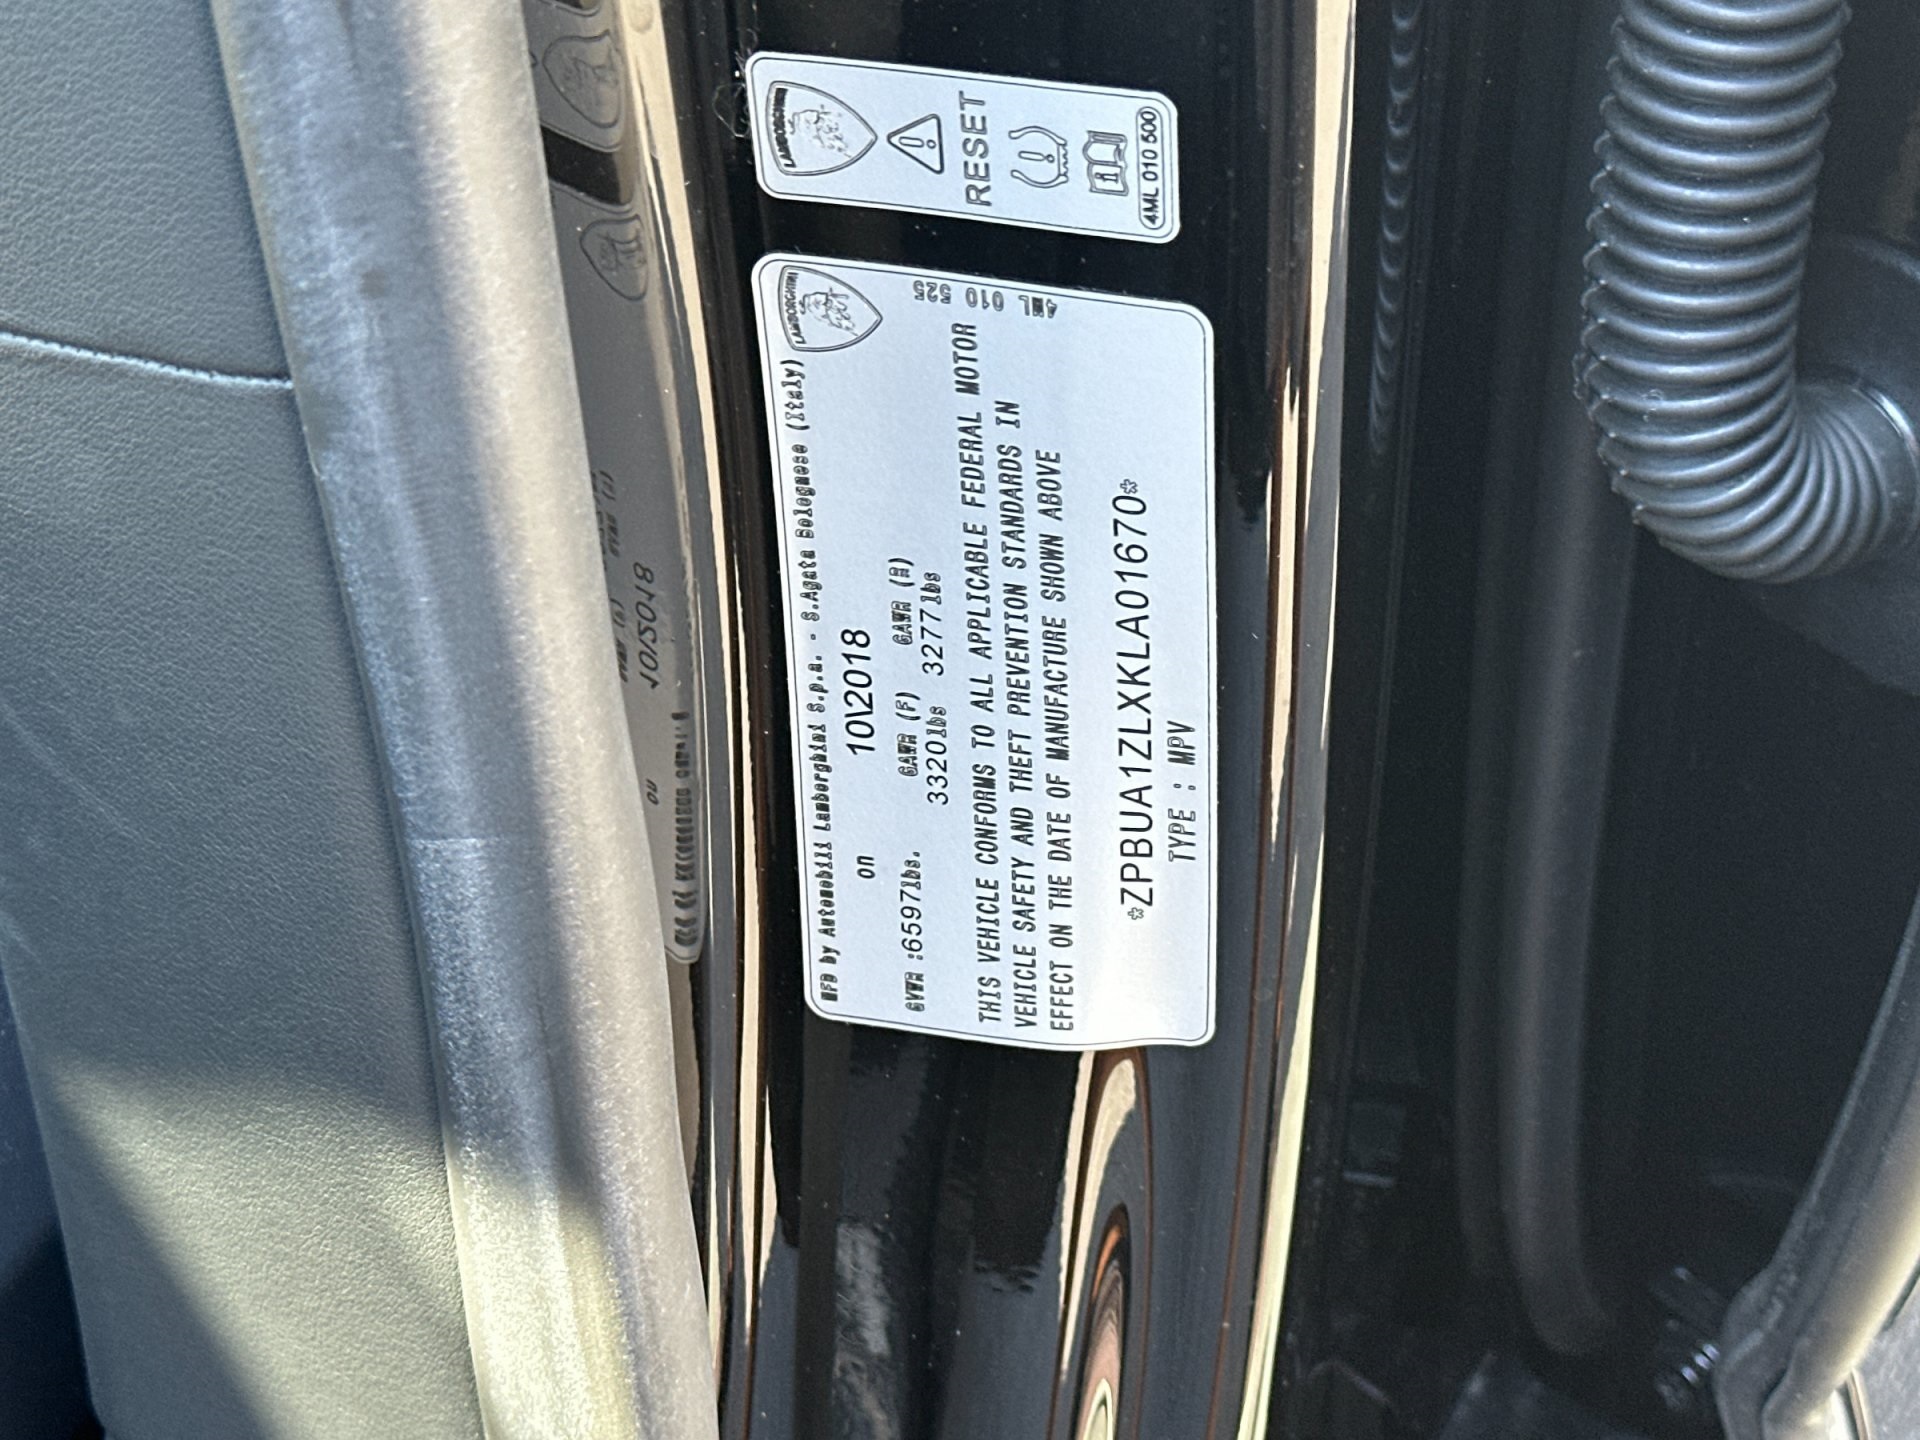 LAMBORGHINI
RESET
4ML 010 500
LAMBORGHINI
4ML 010 525
MFD by Automobili Lamborghini S.p.a. - S.Agata Bolognese (Italy)
on 10\2018
GVWR :6597lbs. GAWR (F) GAWR (R)
3320lbs 3277lbs
THIS VEHICLE CONFORMS TO ALL APPLICABLE FEDERAL MOTOR
VEHICLE SAFETY AND THEFT PREVENTION STANDARDS IN
EFFECT ON THE DATE OF MANUFACTURE SHOWN ABOVE
*ZPBUA1ZLXKLA01670*
TYPE : MPV